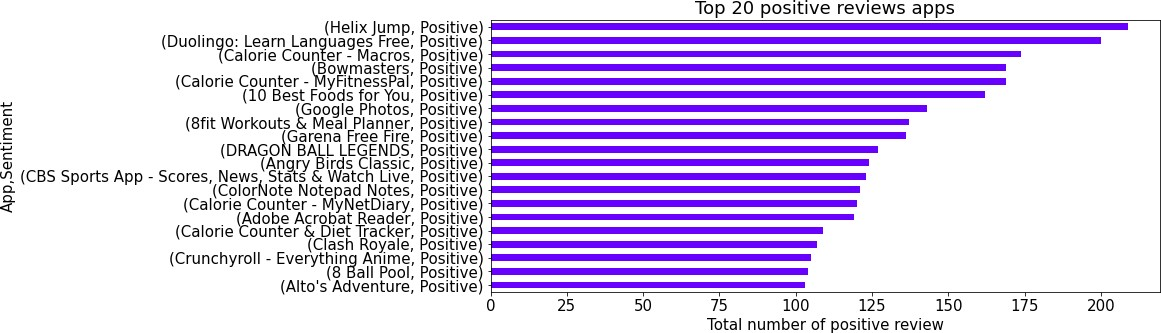 Top 20 positive reviews apps
App,Sentiment
(Helix Jump, Positive)
(Duolingo: Learn Languages Free, Positive)
(Calorie Counter - Macros, Positive)
(Bowmasters, Positive)
(Calorie Counter - MyFitnessPal, Positive)
(10 Best Foods for You, Positive)
(Google Photos, Positive)
(8fit Workouts & Meal Planner, Positive)
(Garena Free Fire, Positive)
(DRAGON BALL LEGENDS, Positive)
(Angry Birds Classic, Positive)
(CBS Sports App - Scores, News, Stats & Watch Live, Positive)
(ColorNote Notepad Notes, Positive)
(Calorie Counter - MyNetDiary, Positive)
(Adobe Acrobat Reader, Positive)
(Calorie Counter & Diet Tracker, Positive)
(Clash Royale, Positive)
(Crunchyroll - Everything Anime, Positive)
(8 Ball Pool, Positive)
(Alto's Adventure, Positive)
0 25 50 75 100 125 150 175 200
Total number of positive review